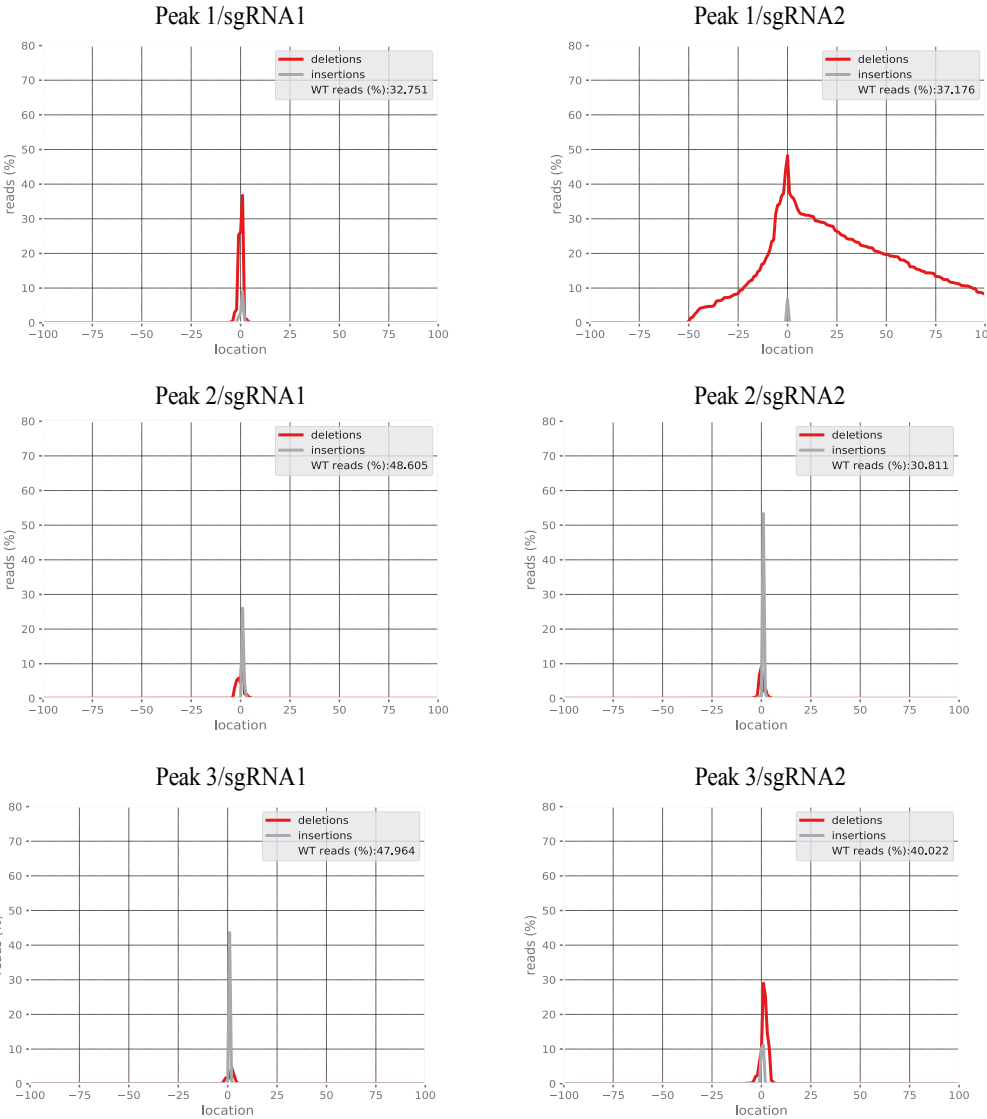 Peak 1/sgRNA1
80
70
60
50
40
30
20
10
0
reads (%)
deletions
insertions
WT reads (%):32.751
−100 −75 −50 −25 0 25 50 75 100
location
Peak 1/sgRNA2
80
70
60
50
40
30
20
10
0
reads (%)
deletions
insertions
WT reads (%):37.176
−100 −75 −50 −25 0 25 50 75 100
location
Peak 2/sgRNA1
80
70
60
50
40
30
20
10
0
reads (%)
deletions
insertions
WT reads (%):48.605
−100 −75 −50 −25 0 25 50 75 100
location
Peak 2/sgRNA2
80
70
60
50
40
30
20
10
0
reads (%)
deletions
insertions
WT reads (%):30.811
−100 −75 −50 −25 0 25 50 75 100
location
Peak 3/sgRNA1
80
70
60
50
40
30
20
10
0
reads (%)
deletions
insertions
WT reads (%):47.964
−100 −75 −50 −25 0 25 50 75 100
location
Peak 3/sgRNA2
80
70
60
50
40
30
20
10
0
reads (%)
deletions
insertions
WT reads (%):40.022
−100 −75 −50 −25 0 25 50 75 100
location